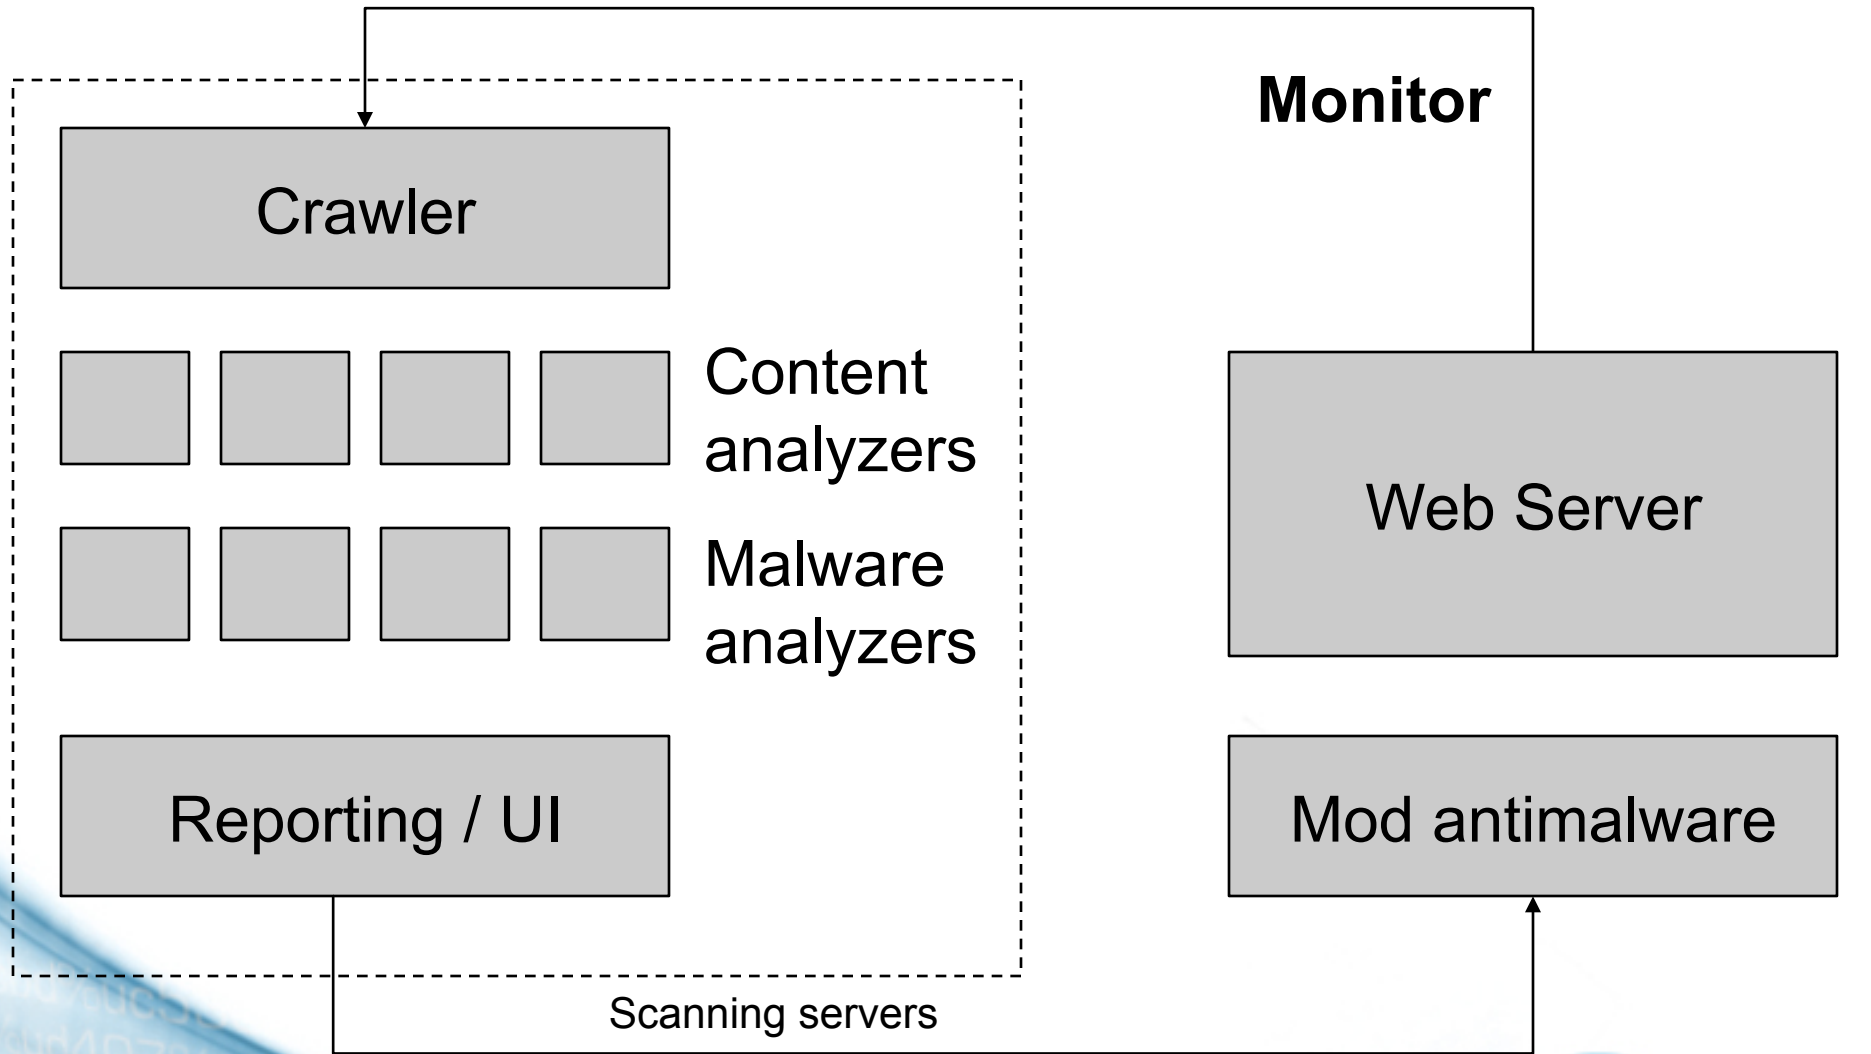 Monitor
Crawler
Content
analyzers
Malware
analyzers
Web Server
Reporting / UI
Mod antimalware
Scanning servers